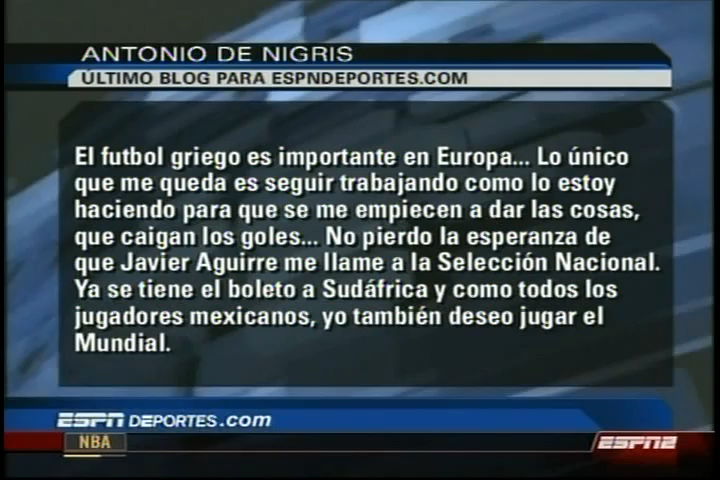 ANTONIO DE NIGRIS
ÚLTIMO BLOG PARA ESPNDEPORTES.COM
El futbol griego es importante en Europa... Lo único
que me queda es seguir trabajando como lo estoy
haciendo para que se me empiecen a dar las cosas,
que caigan los goles... No pierdo la esperanza de
que Javier Aguirre me llame a la Selección Nacional.
Ya se tiene el boleto a Sudáfrica y como todos los
jugadores mexicanos, yo también deseo jugar el
Mundial.
ESPN DEPORTES.com
NBA
ESPN2